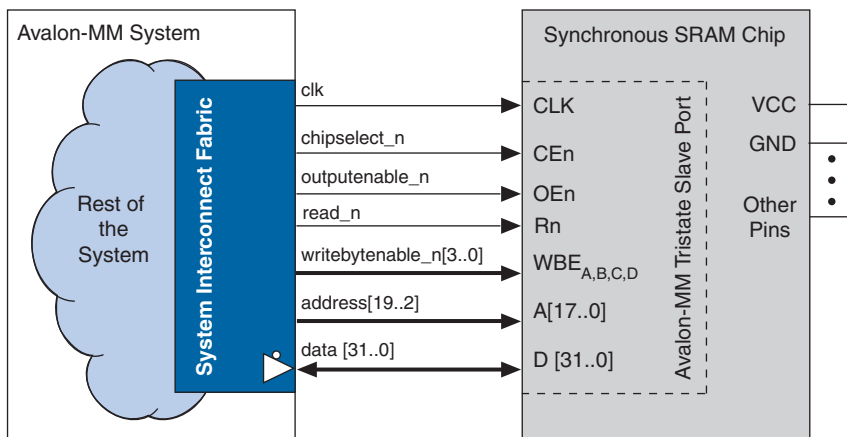 Avalon-MM System
Synchronous SRAM Chip
Rest of
the
System
System Interconnect Fabric
clk
chipselect_n
outputenable_n
read_n
writebytenable_n[3..0]
address[19..2]
data [31..0]
CLK
CEn
OEn
Rn
WBE A,B,C,D
A[17..0]
D [31..0]
Avalon-MM Tristate Slave Port
VCC
GND
Other
Pins